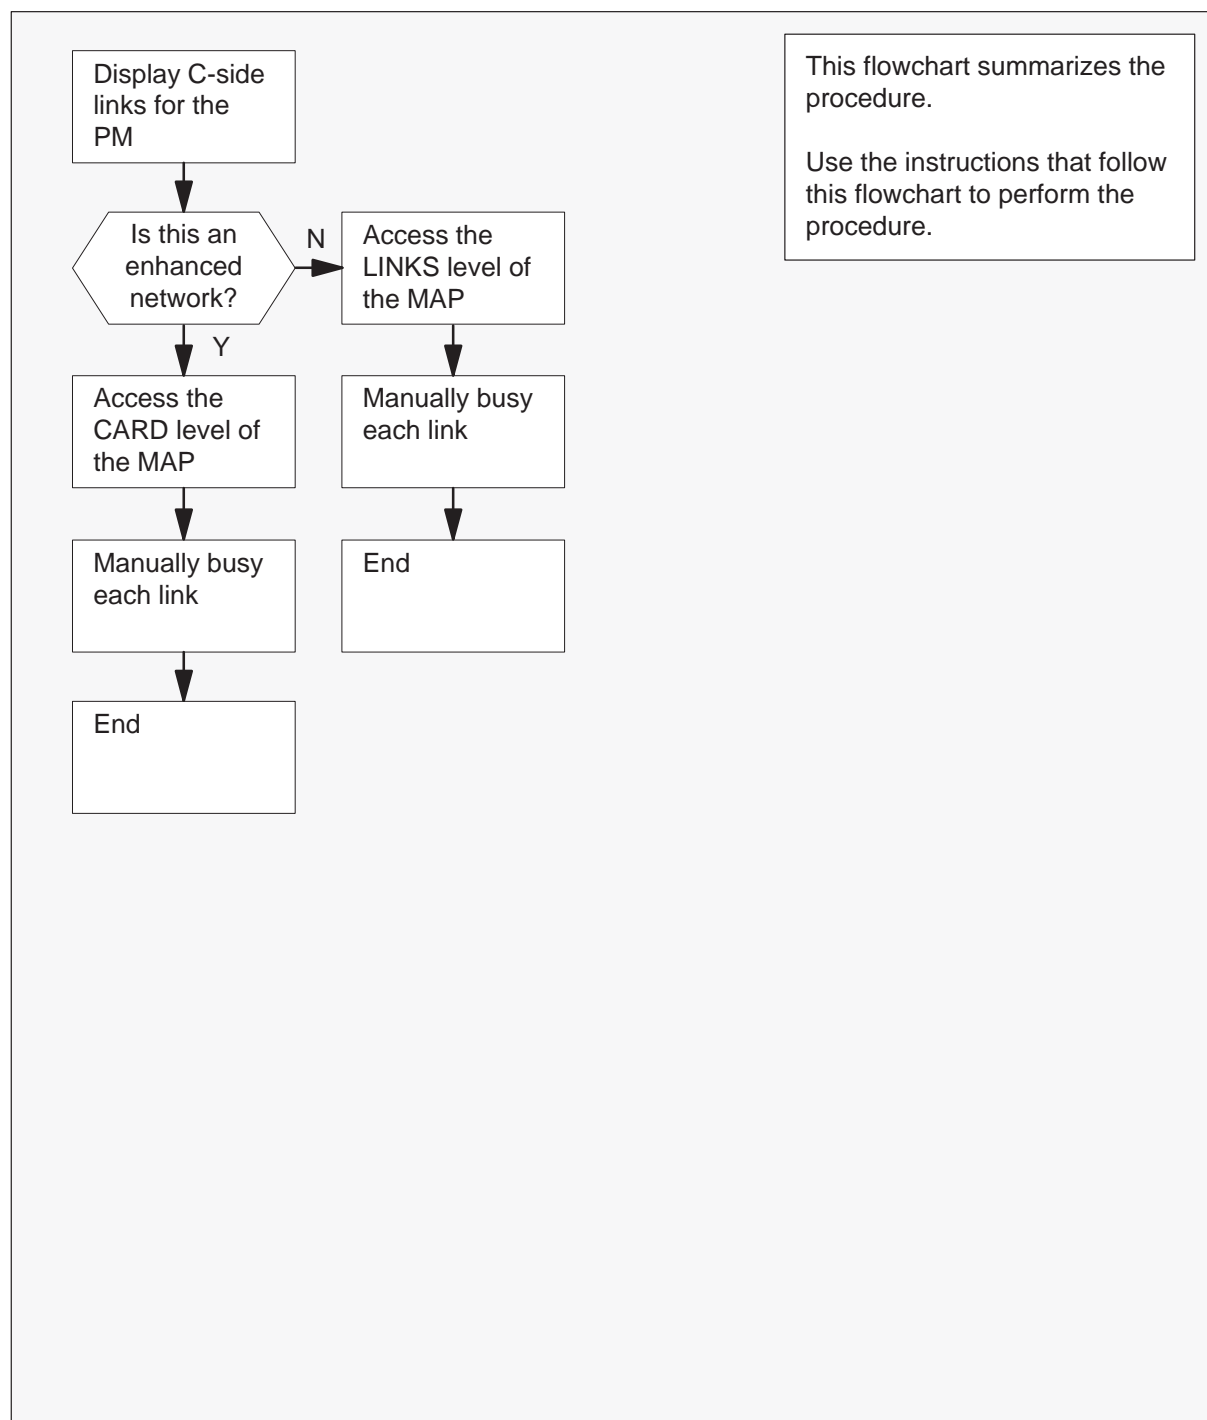 Display C-side
links for the
PM
Is this an
enhanced
network?
N
Access the
LINKS level of
the MAP
Y
Access the
CARD level of
the MAP
Manually busy
each link
Manually busy
each link
End
End
This flowchart summarizes the
procedure.
Use the instructions that follow
this flowchart to perform the
procedure.